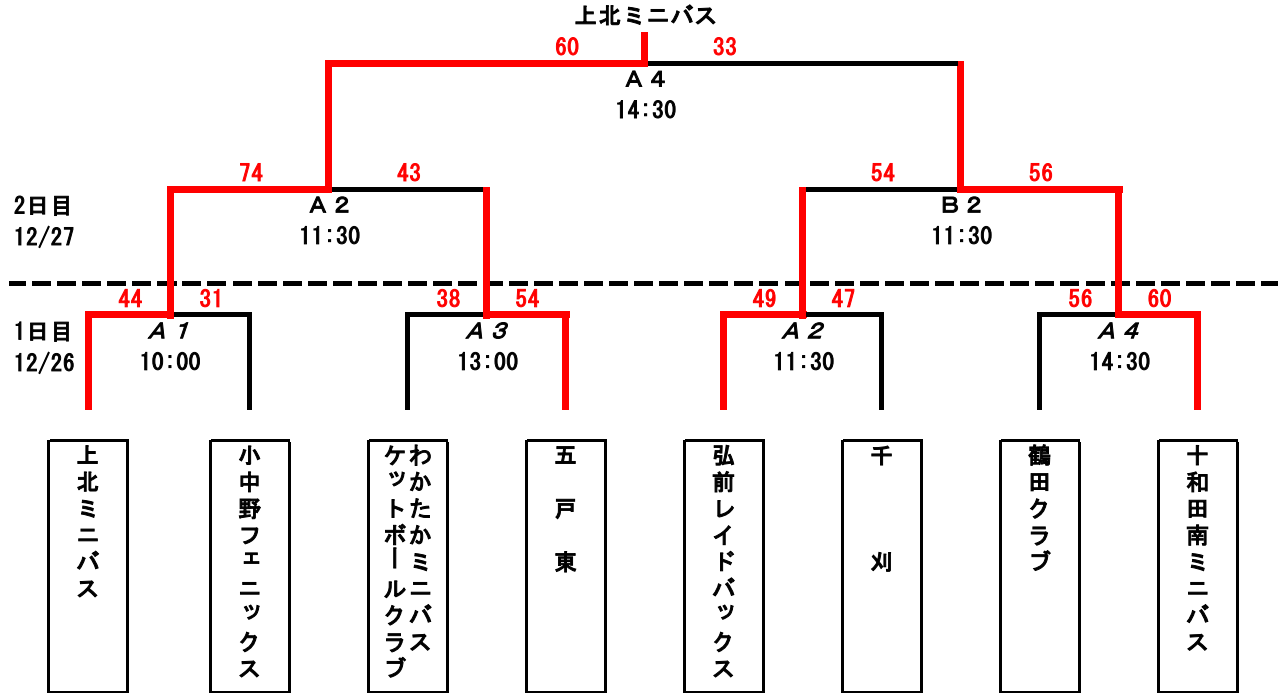 上北ミニバス
60 33
A 4
14:30
74 43 54 56
2日目
12/27
A 2 B 2
11:30 11:30
44 31 38 54 49 47 56 60
1日目
12/26
A 1 A 3 A 2 A 4
10:00 13:00 11:30 14:30
上北ミニバス
小中野フェニックス
わかたかミニバス
ケットボールクラブ
五戸東
弘前レイドバックス
千刈
鶴田クラブ
十和田南ミニバス